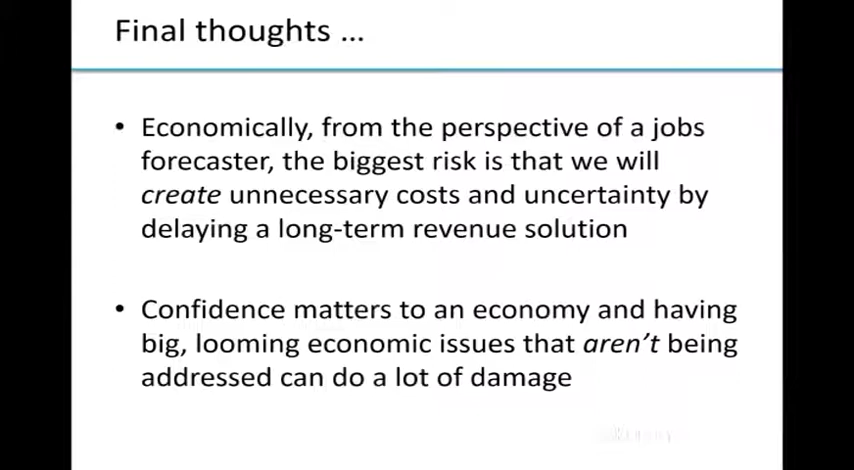 Final thoughts ...
• Economically, from the perspective of a jobs
forecaster, the biggest risk is that we will
create unnecessary costs and uncertainty by
delaying a long-term revenue solution
• Confidence matters to an economy and having
big, looming economic issues that aren't being
addressed can do a lot of damage